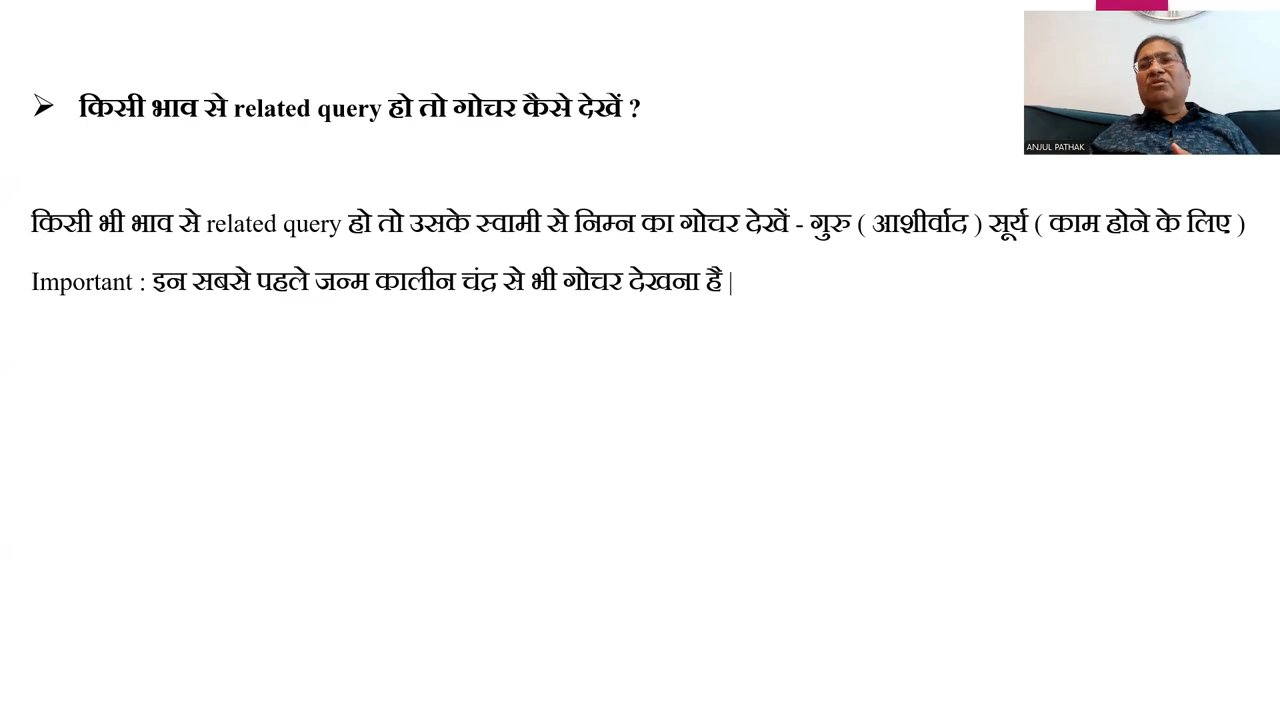 ➢ किसी भाव से related query हो तो गोचर कैसे देखें ?
ANJUL PATHAK
किसी भी भाव से related query हो तो उसके स्वामी से निम्न का गोचर देखें - गुरु ( आशीर्वाद ) सूर्य ( काम होने के लिए )
Important : इन सबसे पहले जन्म कालीन चंद्र से भी गोचर देखना है |